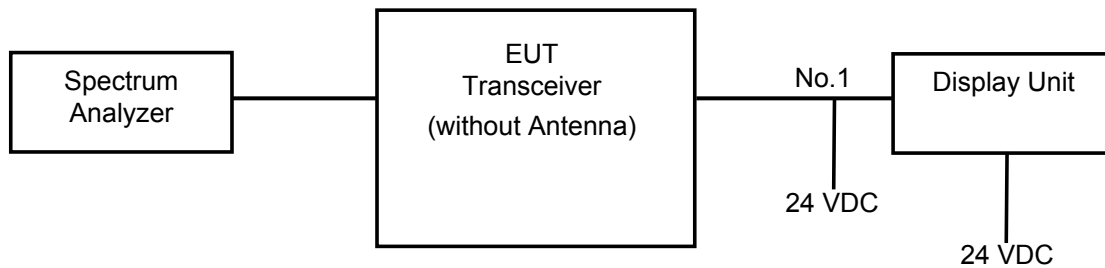 Spectrum
Analyzer
EUT
Transceiver
(without Antenna)
No.1
Display Unit
24 VDC
24 VDC